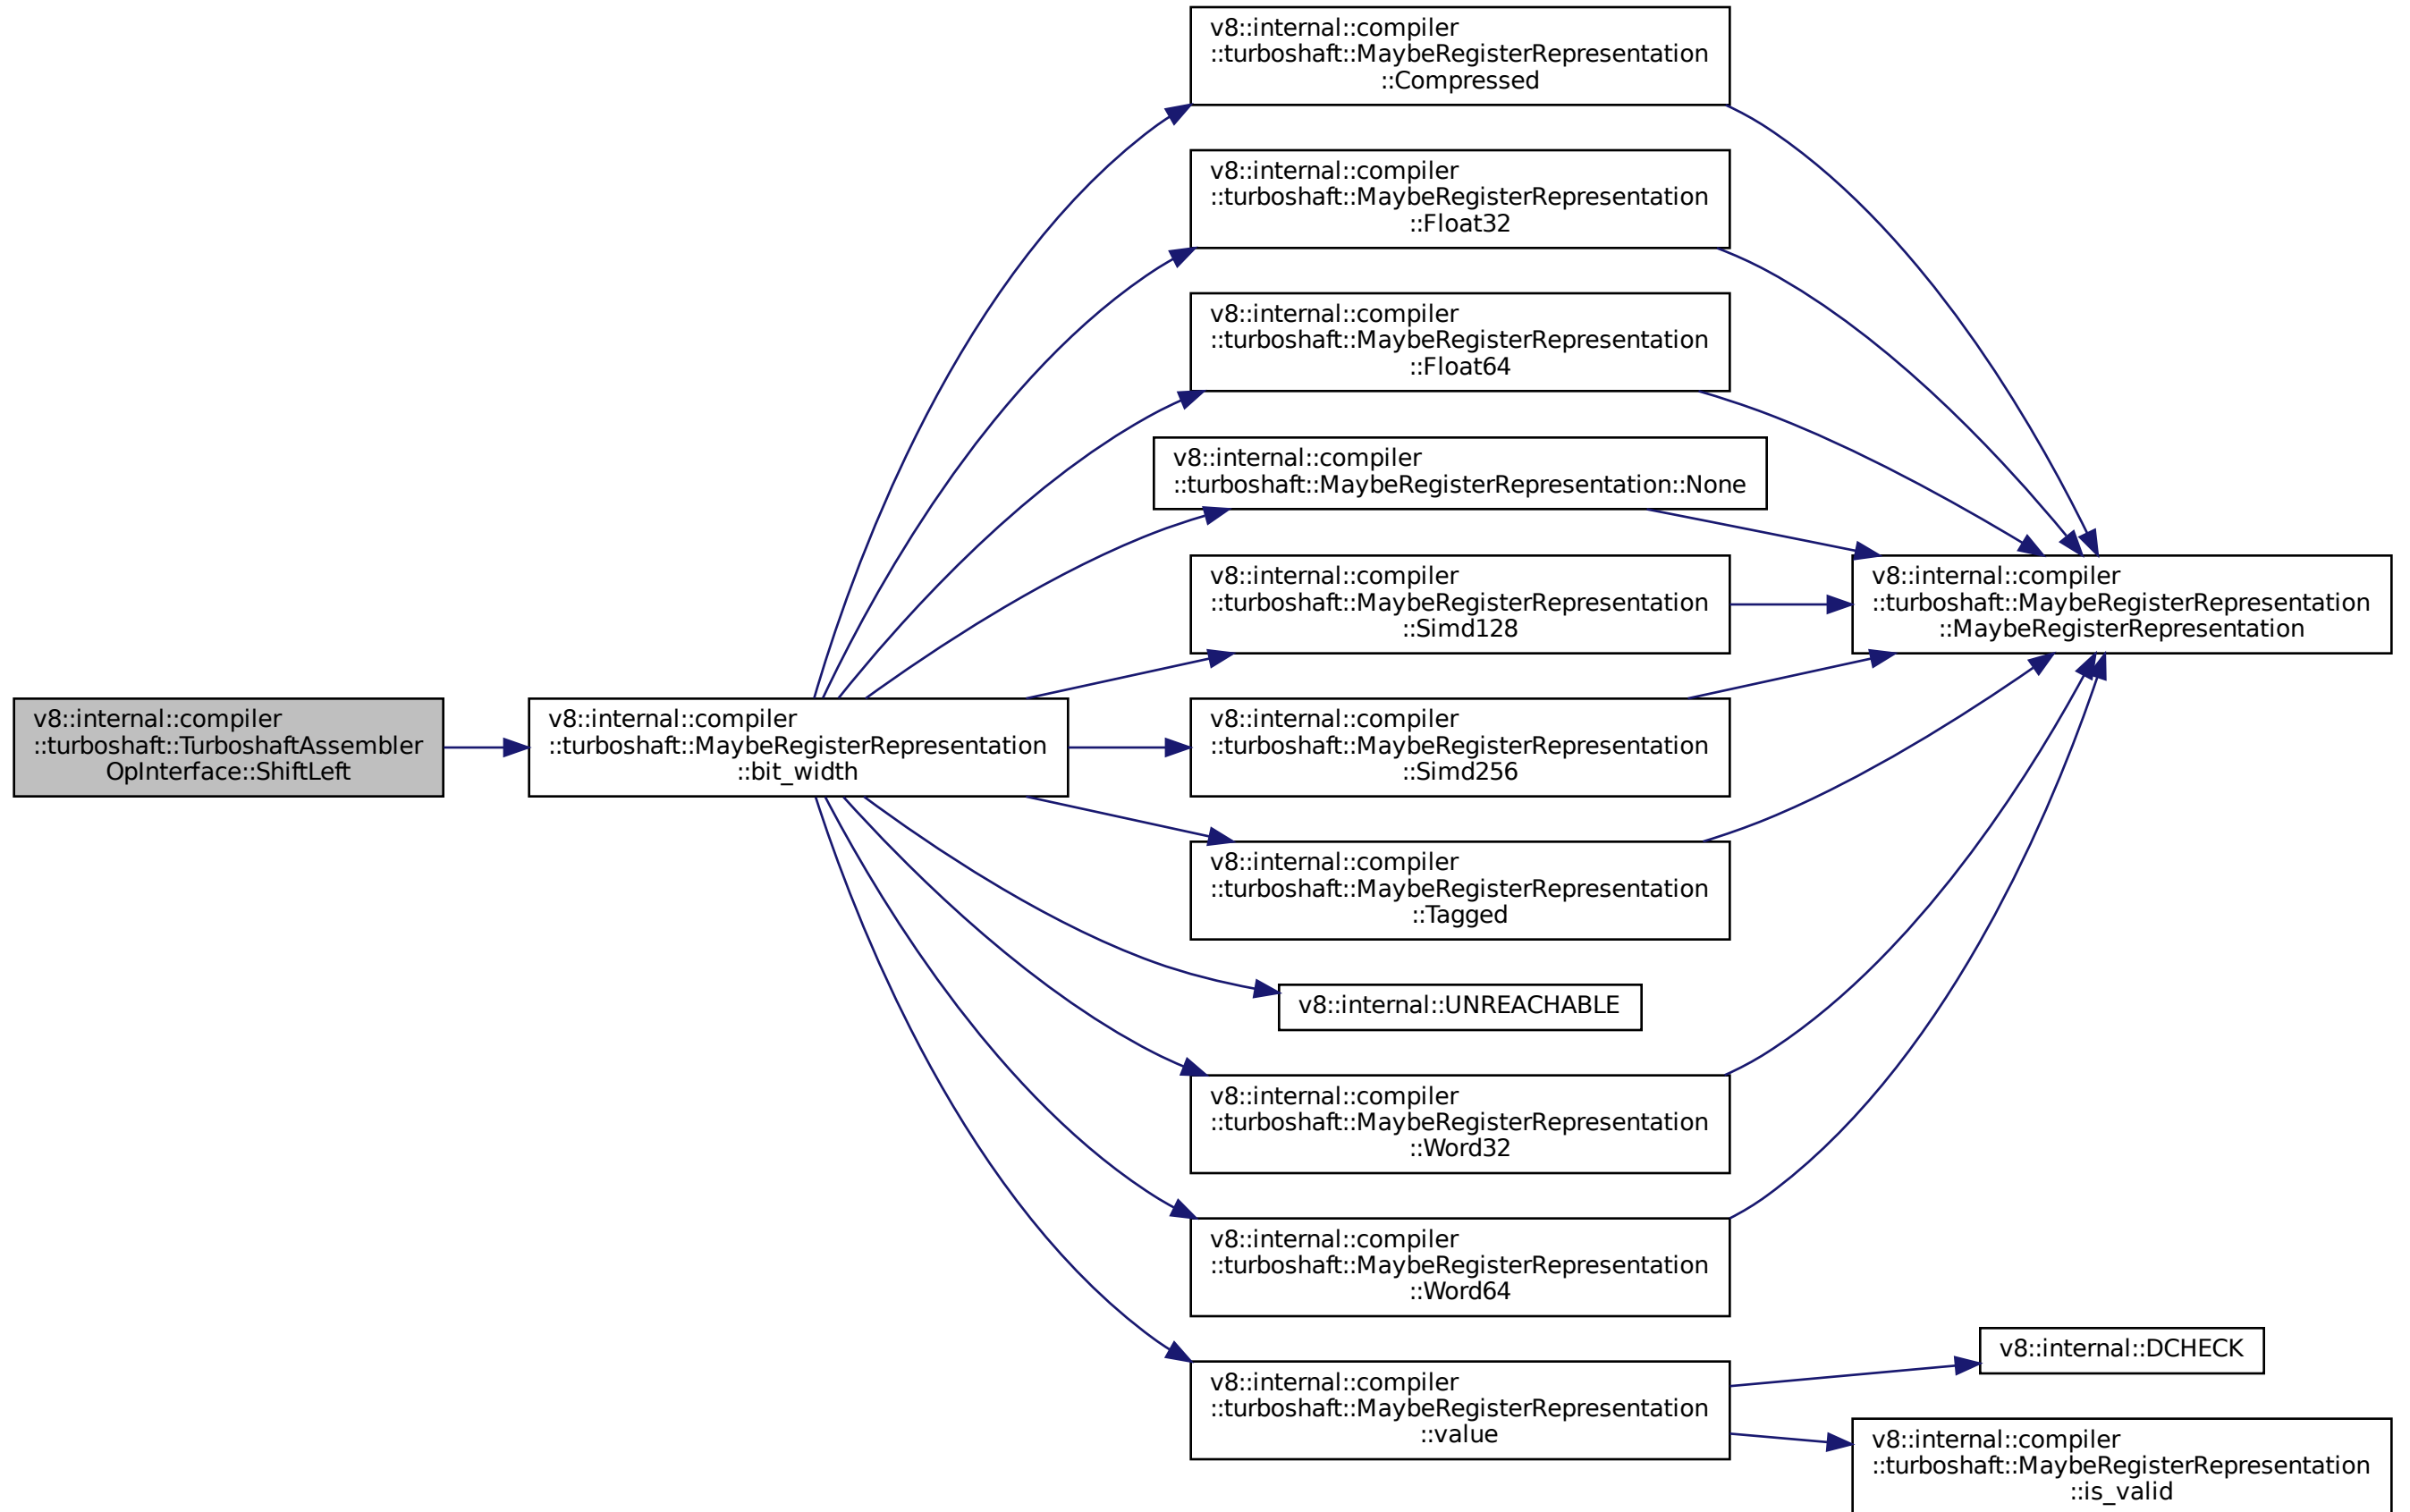 v8::internal::compiler
::turboshaft::TurboshaftAssembler
OpInterface::ShiftLeft
v8::internal::compiler
::turboshaft::MaybeRegisterRepresentation
::bit_width
v8::internal::compiler
::turboshaft::MaybeRegisterRepresentation
::Compressed
v8::internal::compiler
::turboshaft::MaybeRegisterRepresentation
::Float32
v8::internal::compiler
::turboshaft::MaybeRegisterRepresentation
::Float64
v8::internal::compiler
::turboshaft::MaybeRegisterRepresentation::None
v8::internal::compiler
::turboshaft::MaybeRegisterRepresentation
::Simd128
v8::internal::compiler
::turboshaft::MaybeRegisterRepresentation
::Simd256
v8::internal::compiler
::turboshaft::MaybeRegisterRepresentation
::Tagged
v8::internal::UNREACHABLE
v8::internal::compiler
::turboshaft::MaybeRegisterRepresentation
::Word32
v8::internal::compiler
::turboshaft::MaybeRegisterRepresentation
::Word64
v8::internal::compiler
::turboshaft::MaybeRegisterRepresentation
::value
v8::internal::compiler
::turboshaft::MaybeRegisterRepresentation
::MaybeRegisterRepresentation
v8::internal::DCHECK
v8::internal::compiler
::turboshaft::MaybeRegisterRepresentation
::is_valid